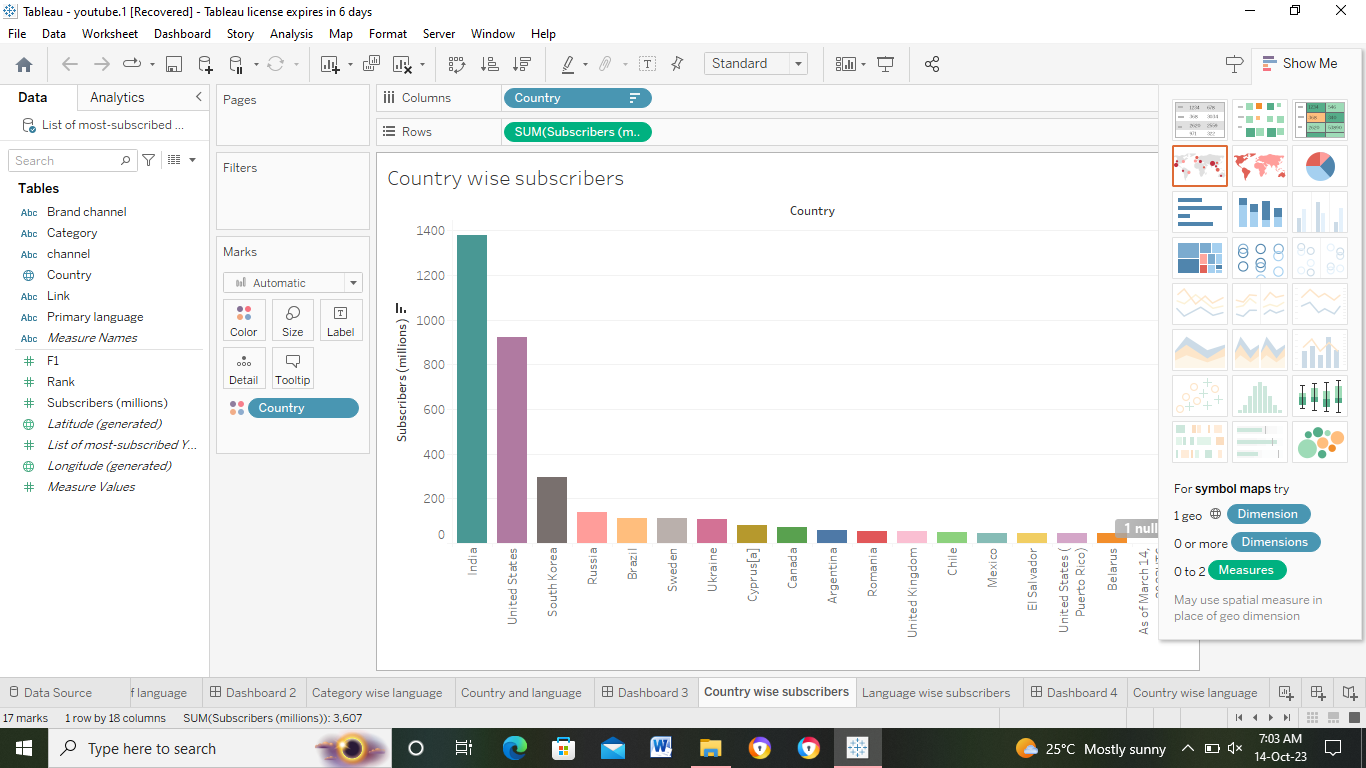 Tableau - youtube.1 [Recovered] - Tableau license expires in 6 days
File Data Worksheet Dashboard Story Analysis Map Format Server Window Help
Standard
Show Me
Data Analytics
List of most-subscribed ...
Search
Tables
Abc Brand channel
Abc Category
Abc channel
Country
Abc Link
Abc Primary language
Abc Measure Names
F1
Rank
Subscribers (millions)
Latitude (generated)
List of most-subscribed Y...
Longitude (generated)
Measure Values
Pages
Filters
Marks
Automatic
Color Size Label
Detail Tooltip
Country
Columns Country
Rows SUM(Subscribers (m..
Country wise subscribers
Country
Subscribers (millions)
1400
1200
1000
800
600
400
200
0
1 null
India
United States
South Korea
Russia
Brazil
Sweden
Ukraine
Cyprus[a]
Canada
Argentina
Romania
United Kingdom
Chile
Mexico
El Salvador
United States (
Puerto Rico)
Belarus
As of March 14,
For symbol maps try
1 geo Dimension
0 or more Dimensions
0 to 2 Measures
May use spatial measure in
place of geo dimension
Data Source f language Dashboard 2 Category wise language Country and language Dashboard 3 Country wise subscribers Language wise subscribers Dashboard 4 Country wise language
17 marks 1 row by 18 columns SUM(Subscribers (millions)): 3,607
Type here to search
25°C Mostly sunny
7:03 AM
14-Oct-23